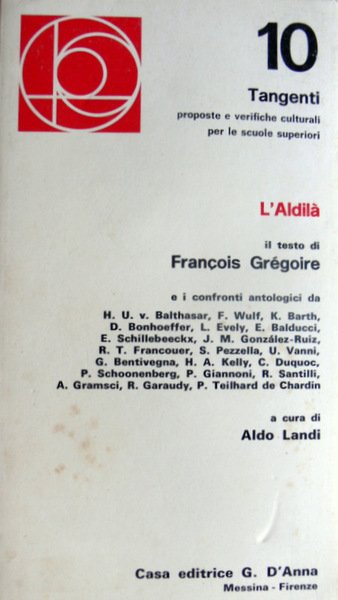 10
Tangenti
proposte e verifiche culturali
per le scuole superiori
L'Aldilà
il testo di
François Grégoire
e i confronti antologici da
H. U. v. Balthasar, F. Wulf, K. Barth,
D. Bonhoeffer, L. Evely, E. Balducci,
E. Schillebeeckx, J. M. González-Ruiz,
R. T. Francouer, S. Pezzella, U. Vanni,
G. Bentivegna, H. A. Kelly, C. Duquoc,
P. Schoonenberg, P. Giannoni, R. Santilli,
A. Gramsci, R. Garaudy, P. Teilhard de Chardin
a cura di
Aldo Landi
Casa editrice G. D'Anna
Messina - Firenze